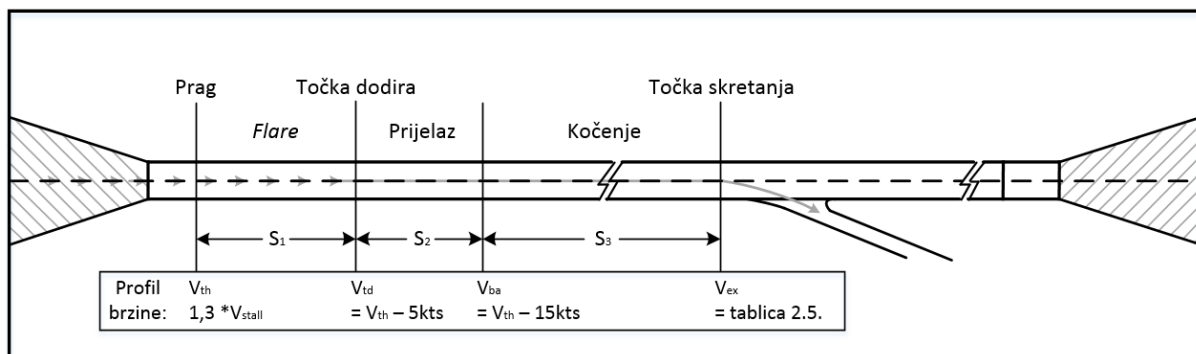 Prag
Točka dodira
Točka skretanja
Flare
Prijelaz
Kočenje
S1
S2
S3
Profil brzine:
Vth
1,3 *Vstall
Vtd
= Vth – 5kts
Vba
= Vth – 15kts
Vex
= tablica 2.5.